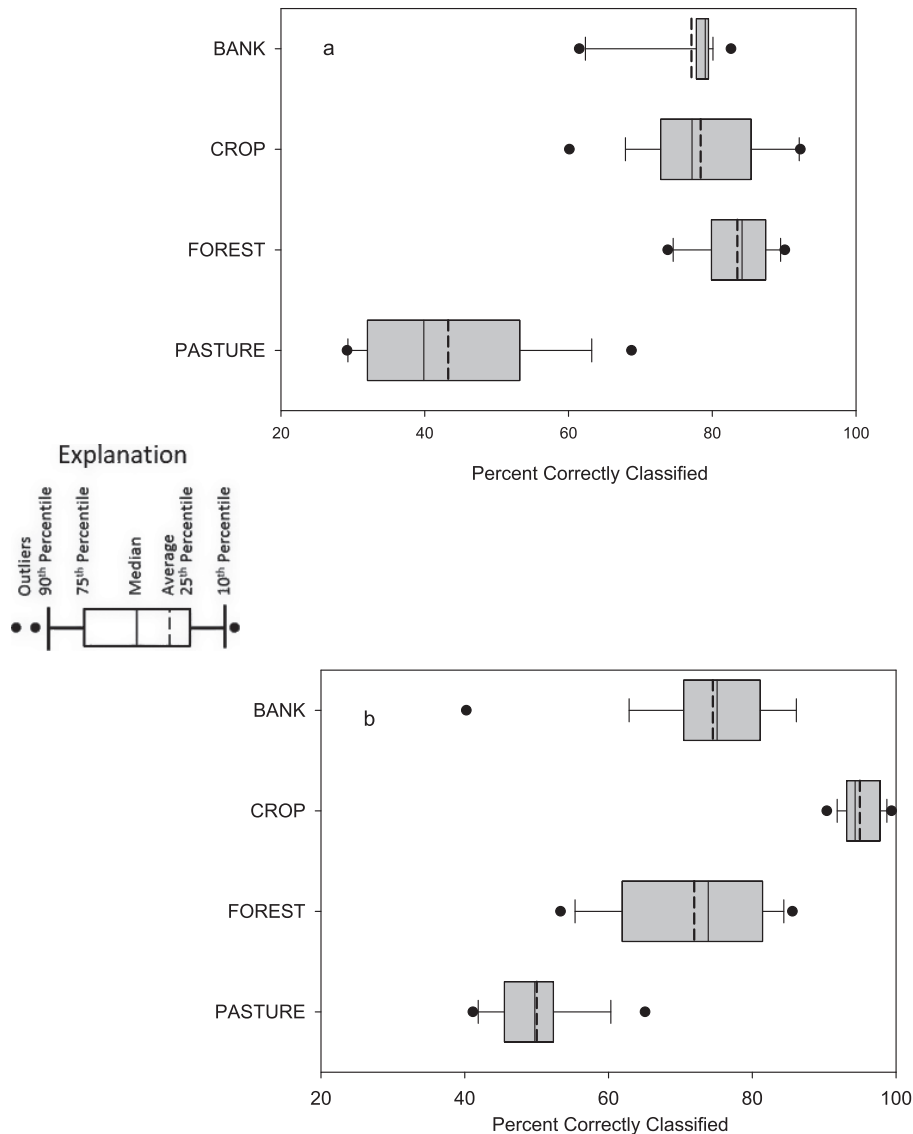 a
BANK
CROP
FOREST
PASTURE
20 40 60 80 100
Percent Correctly Classified
Explanation
Outliers
90th Percentile
75th Percentile
Median
Average
25th Percentile
10th Percentile
b
BANK
CROP
FOREST
PASTURE
20 40 60 80 100
Percent Correctly Classified